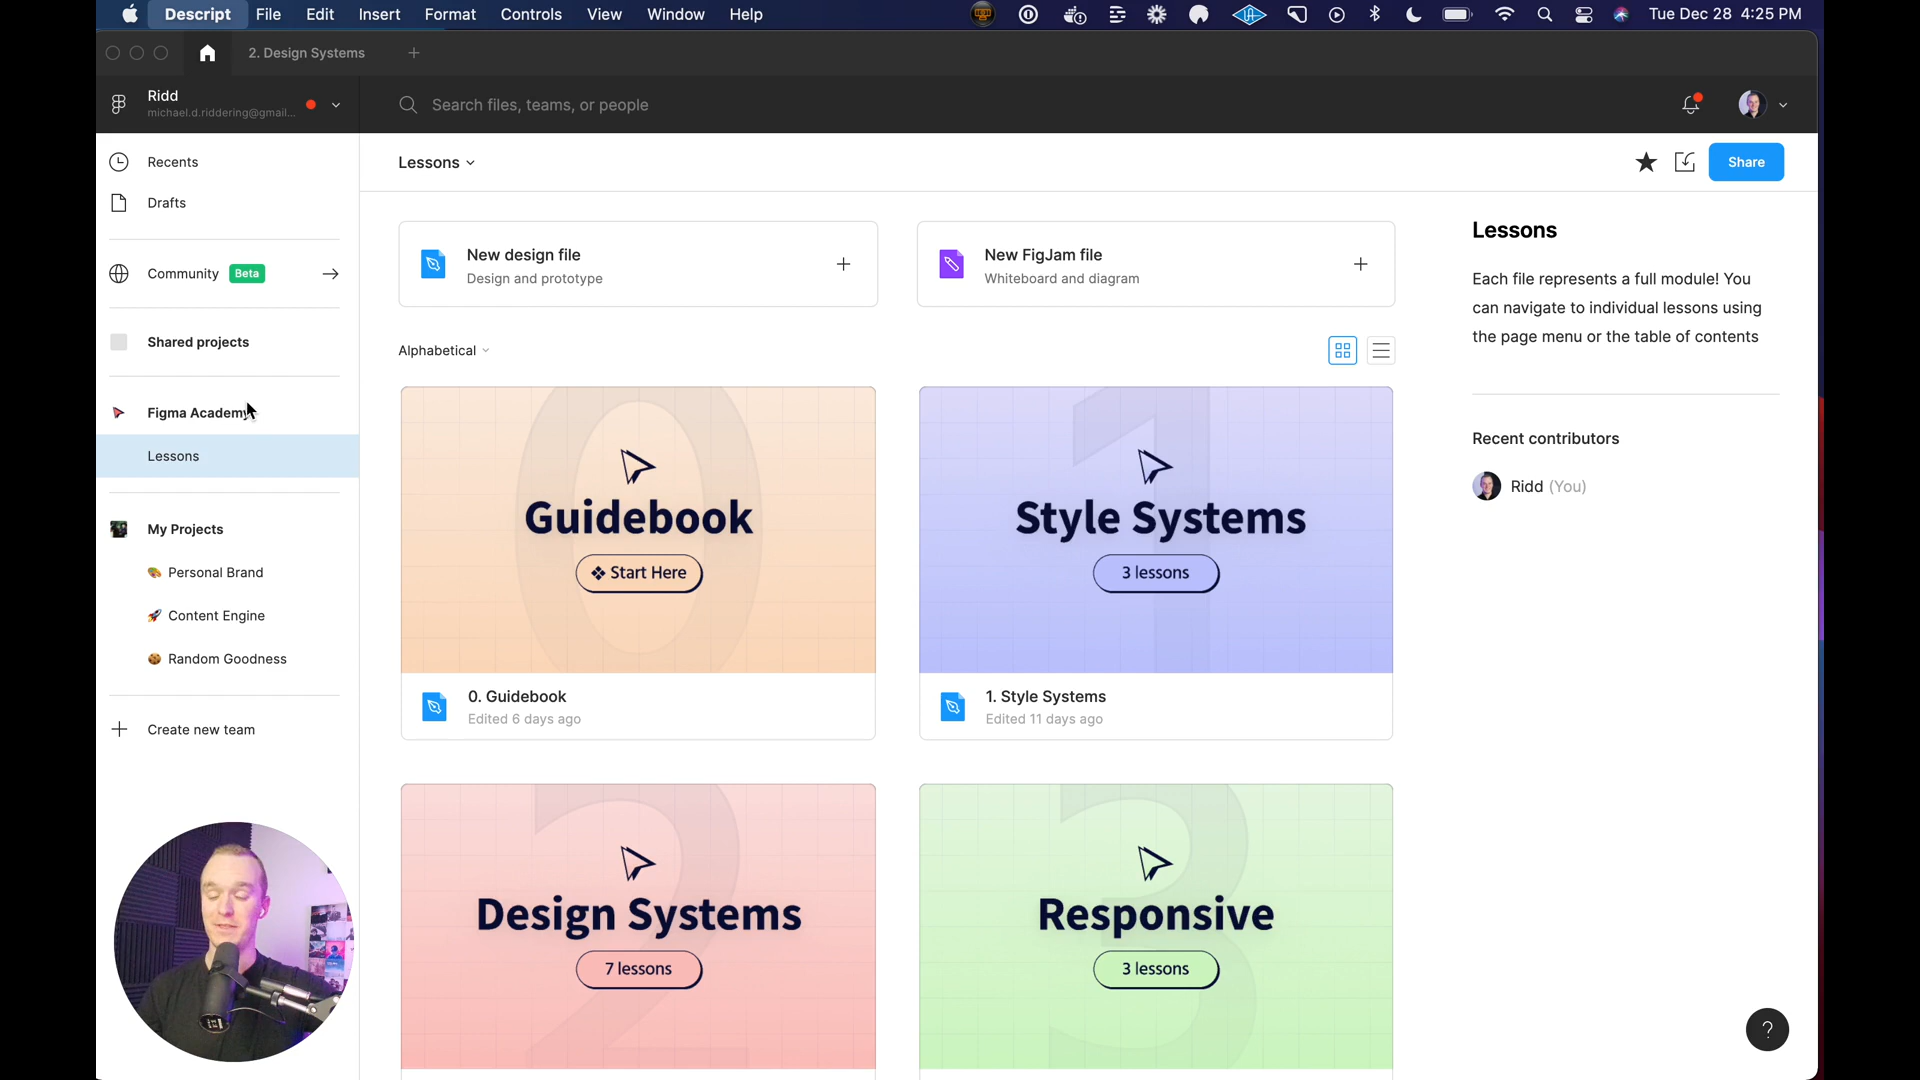 Descript File Edit Insert Format Controls View Window Help
Tue Dec 28 4:25 PM
2. Design Systems
Ridd
michael.d.riddering@gmail...
Search files, teams, or people
Recents
Drafts
Community Beta
Shared projects
Figma Academy
Lessons
My Projects
Personal Brand
Content Engine
Random Goodness
Create new team
Lessons
Share
New design file
Design and prototype
New FigJam file
Whiteboard and diagram
Alphabetical
0
Guidebook
Start Here
0. Guidebook
Edited 6 days ago
1
Style Systems
3 lessons
1. Style Systems
Edited 11 days ago
2
Design Systems
7 lessons
3
Responsive
3 lessons
Lessons
Each file represents a full module! You
can navigate to individual lessons using
the page menu or the table of contents
Recent contributors
Ridd (You)
?